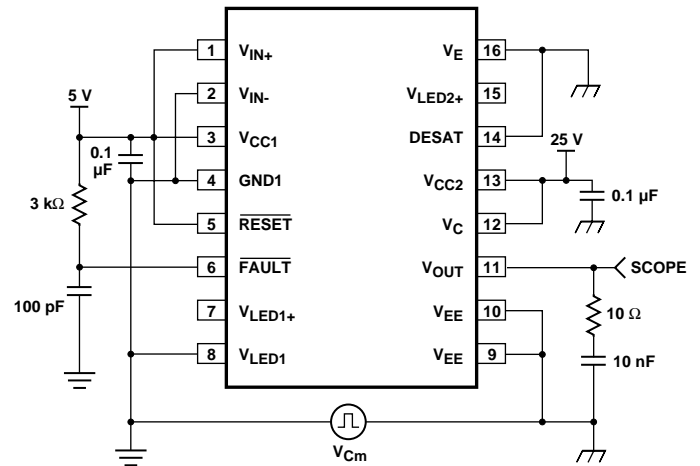 1 V_IN+
2 V_IN-
3 V_CC1
4 GND1
5 RESET
6 FAULT
7 V_LED1+
8 V_LED1
V_E 16
V_LED2+ 15
DESAT 14
V_CC2 13
V_C 12
V_OUT 11
V_EE 10
V_EE 9
5 V
0.1
µF
3 kΩ
100 pF
25 V
0.1 µF
SCOPE
10 Ω
10 nF
V_Cm